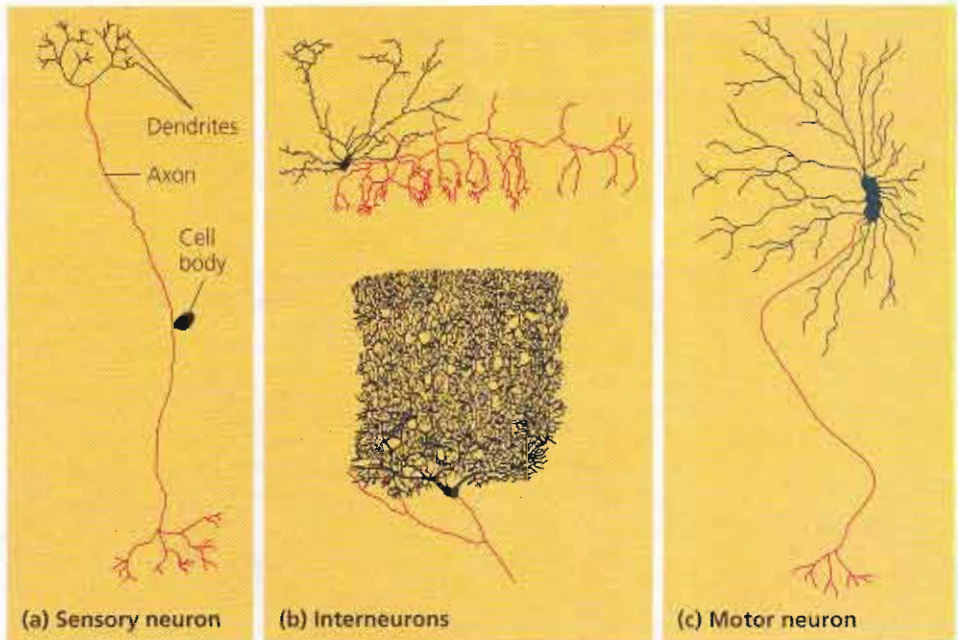 Dendrites
Axon
Cell
body
(a) Sensory neuron
(b) Interneurons
(c) Motor neuron